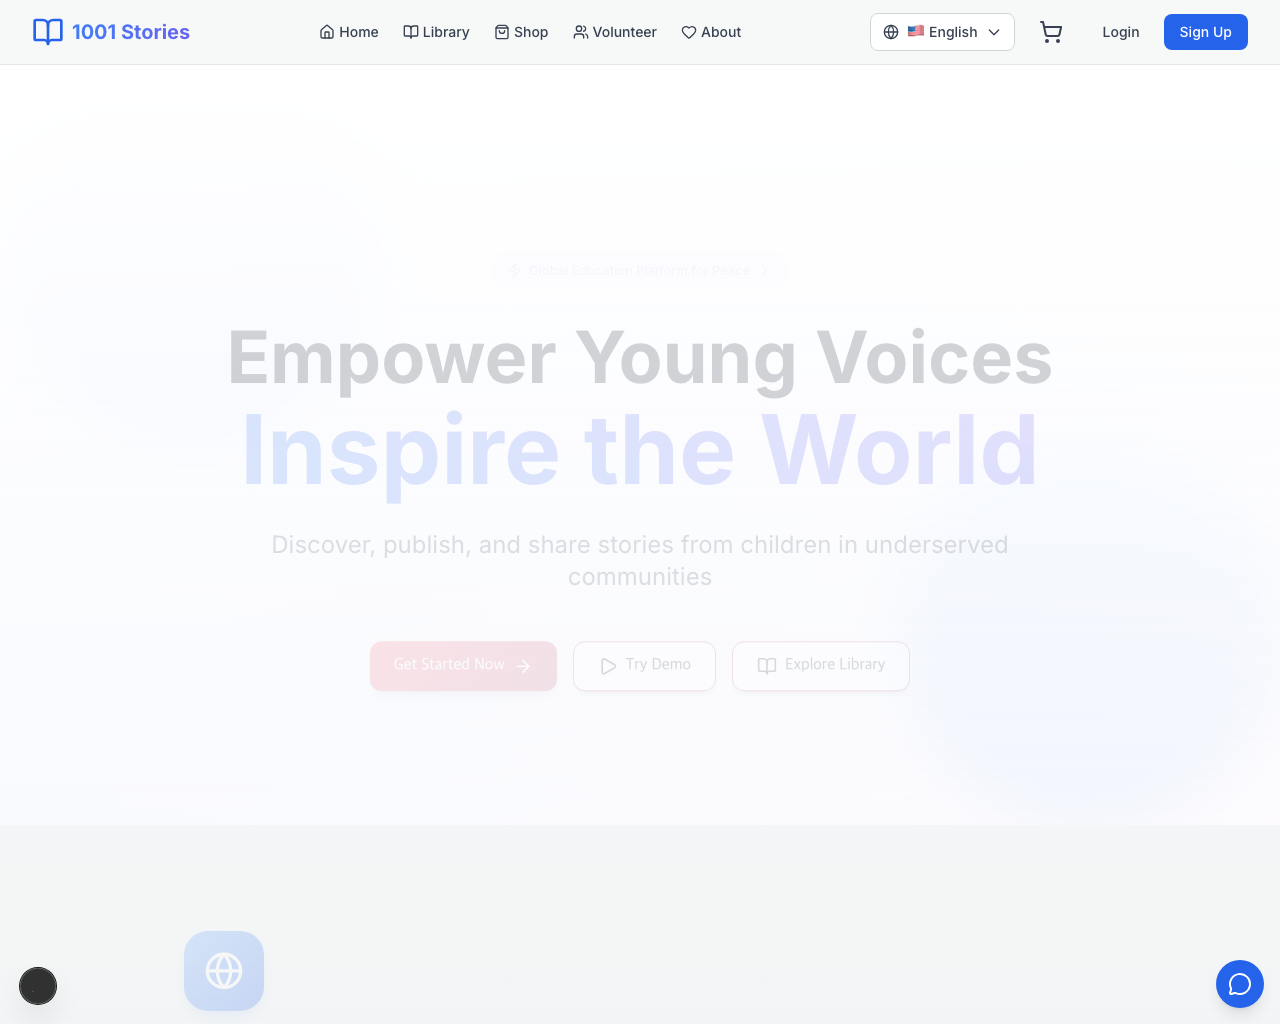 1001 Stories
Home
Library
Shop
Volunteer
About
English
Login
Sign Up
Global Education Platform for Peace
Empower Young Voices
Inspire the World
Discover, publish, and share stories from children in underserved
communities
Get Started Now
Try Demo
Explore Library